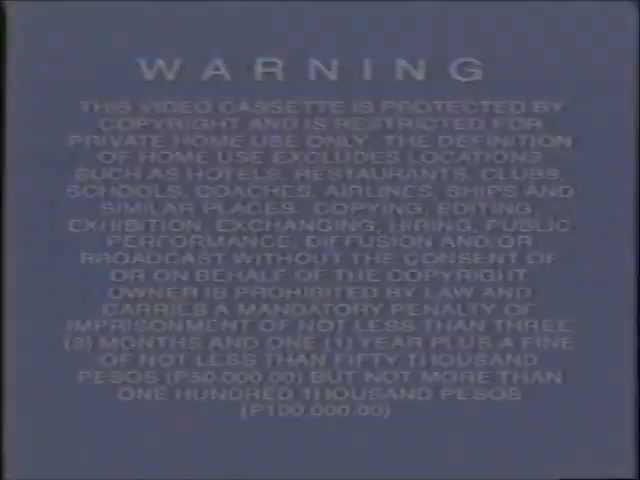 WARNING
THIS VIDEO CASSETTE IS PROTECTED BY
COPYRIGHT AND IS RESTRICTED FOR
PRIVATE HOME USE ONLY. THE DEFINITION
OF HOME USE EXCLUDES LOCATIONS
SUCH AS HOTELS, RESTAURANTS, CLUBS,
SCHOOLS, COACHES, AIRLINES, SHIPS AND
SIMILAR PLACES. COPYING, EDITING,
EXHIBITION, EXCHANGING, HIRING, PUBLIC
PERFORMANCE, DIFFUSION AND/OR
BROADCAST WITHOUT THE CONSENT OF
OR ON BEHALF OF THE COPYRIGHT
OWNER IS PROHIBITED BY LAW AND
CARRIES A MANDATORY PENALTY OF
IMPRISONMENT OF NOT LESS THAN THREE
(3) MONTHS AND ONE (1) YEAR PLUS A FINE
OF NOT LESS THAN FIFTY THOUSAND
PESOS (P50.000.00) BUT NOT MORE THAN
ONE HUNDRED THOUSAND PESOS
(P100.000.00)